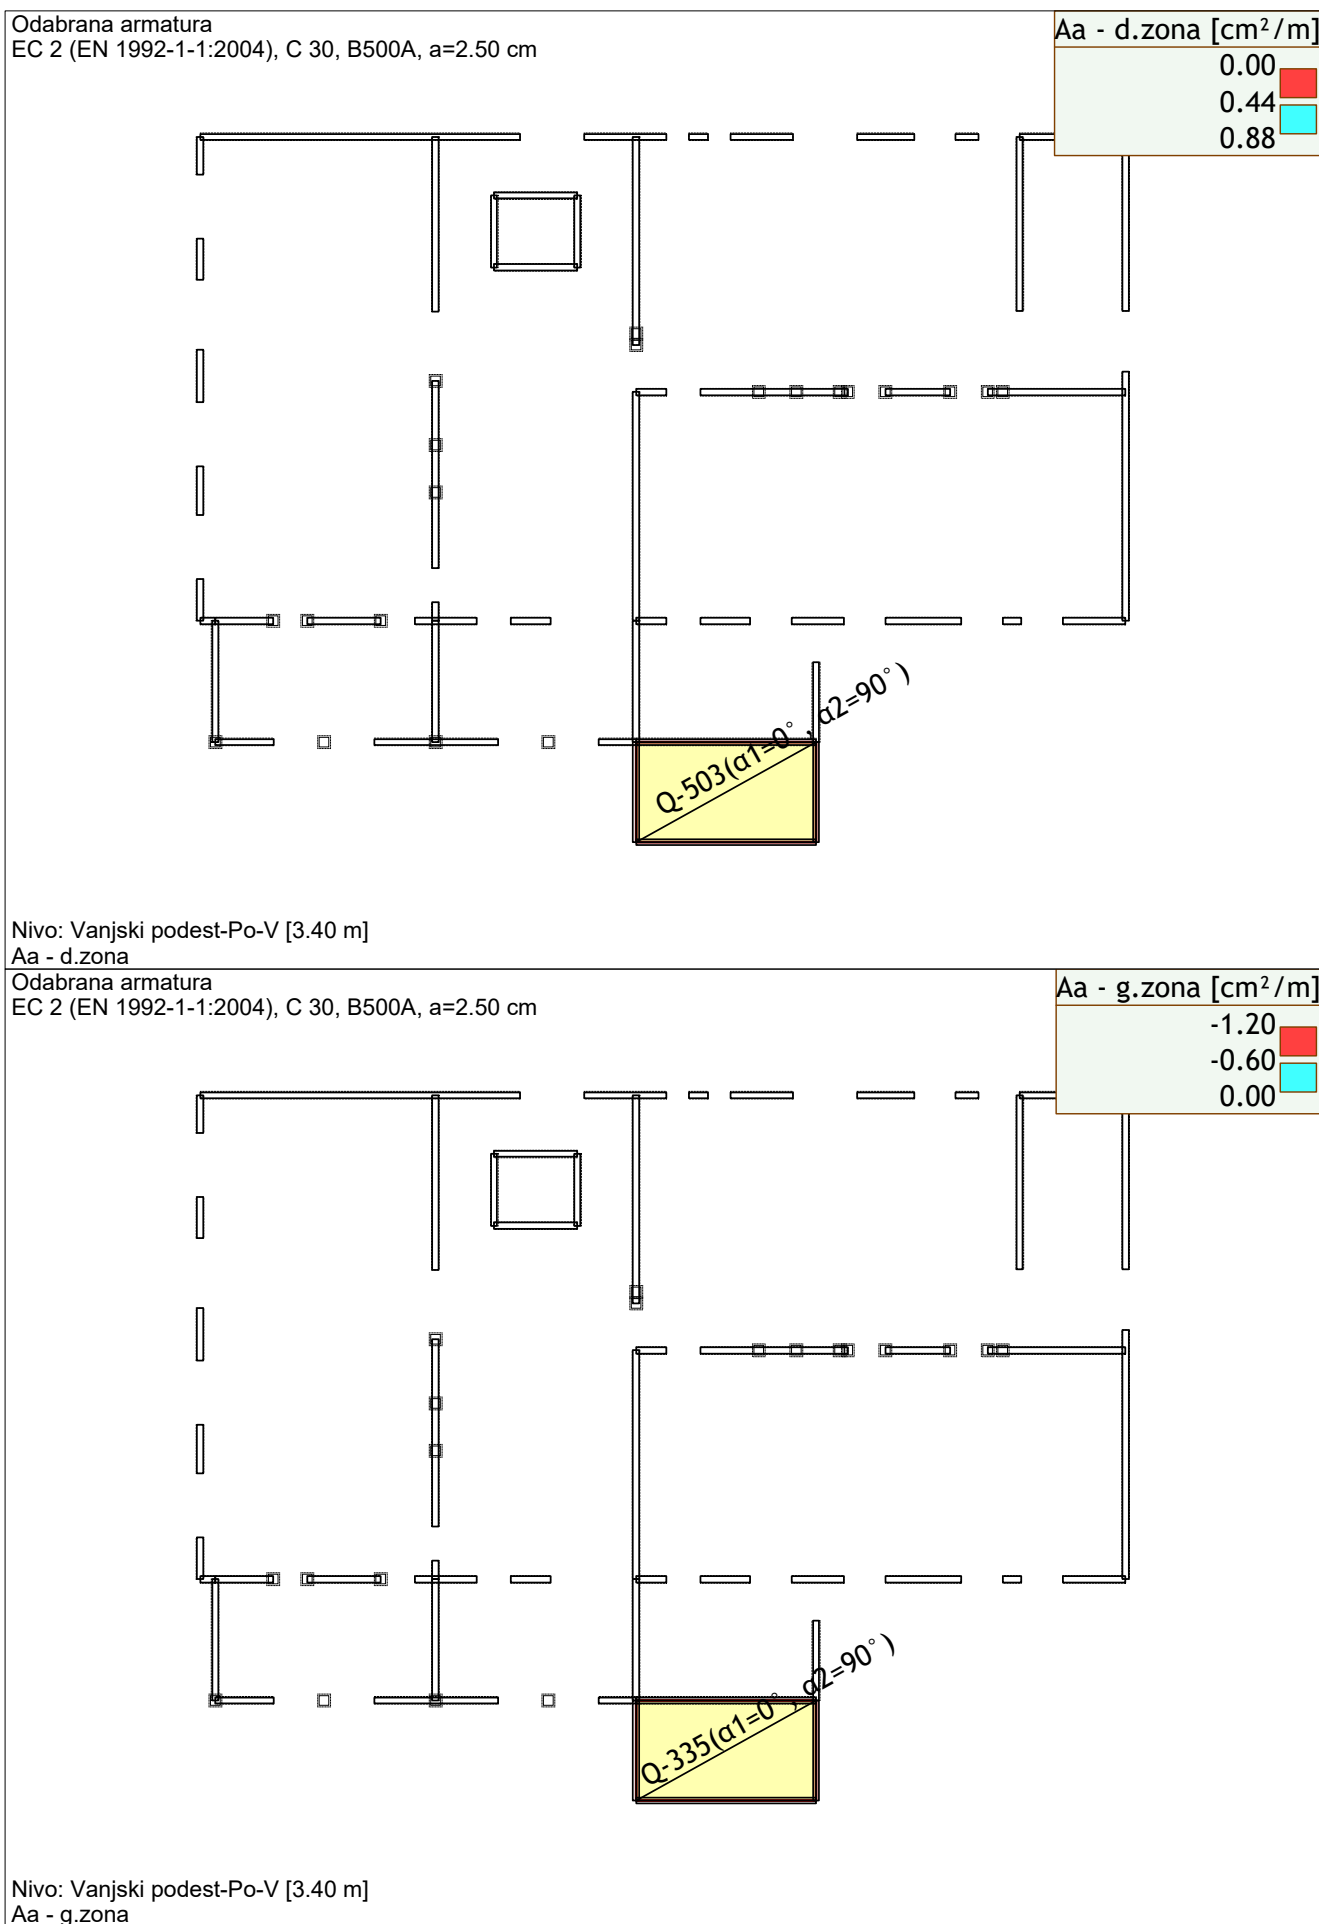 Odabrana armatura
EC 2 (EN 1992-1-1:2004), C 30, B500A, a=2.50 cm
Aa - d.zona [cm²/m]
0.00
0.44
0.88
Q-503(α1=0°, α2=90°)
Nivo: Vanjski podest-Po-V [3.40 m]
Aa - d.zona
Odabrana armatura
EC 2 (EN 1992-1-1:2004), C 30, B500A, a=2.50 cm
Aa - g.zona [cm²/m]
-1.20
-0.60
0.00
Q-335(α1=0°, α2=90°)
Nivo: Vanjski podest-Po-V [3.40 m]
Aa - g.zona